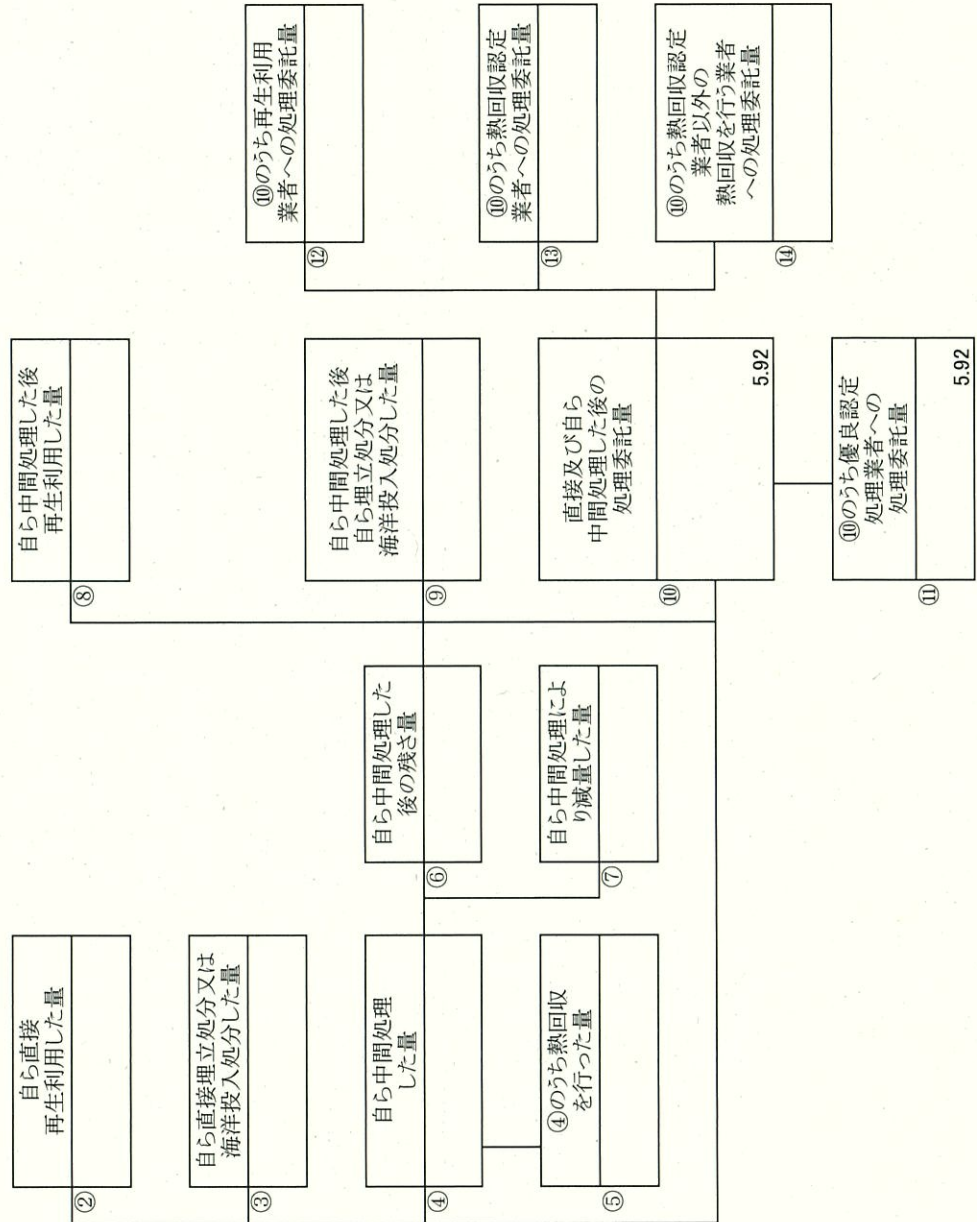 ②
自ら直接
再生利用した量
③
自ら直接埋立処分又は
海洋投入処分した量
④
自ら中間処理
した量
⑤
④のうち熱回収
を行った量
⑥
自ら中間処理した
後の残さ量
⑦
自ら中間処理によ
り減量した量
⑧
自ら中間処理した後
再生利用した量
⑨
自ら中間処理した後
自ら埋立処分又は
海洋投入処分した量
⑩
直接及び自ら
中間処理した後の
処理委託量
5.92
⑪
⑩のうち優良認定
処理業者への
処理委託量
5.92
⑫
⑩のうち再生利用
業者への処理委託量
⑬
⑩のうち熱回収認定
業者への処理委託量
⑭
⑩のうち熱回収認定
業者以外の
熱回収を行う業者
への処理委託量